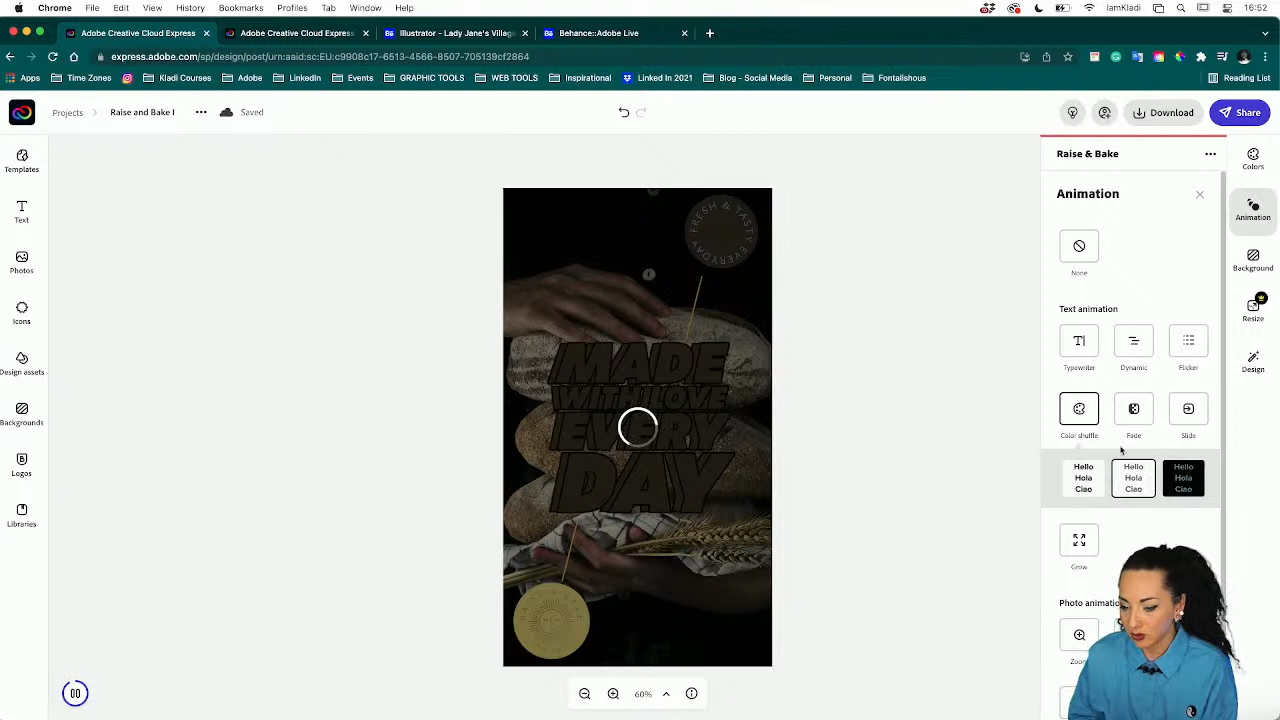 Chrome File Edit View History Bookmarks Profiles Tab Window Help IamKladi 16:52
Adobe Creative Cloud Express Adobe Creative Cloud Express Illustrator - Lady Jane's Village Behance::Adobe Live
express.adobe.com/sp/design/post/urn:aaid:sc:EU:c9908c17-6513-4566-8507-705139cf2864
Apps Time Zones Kladi Courses Adobe LinkedIn Events GRAPHIC TOOLS WEB TOOLS Inspirational Linked In 2021 Blog - Social Media Personal Fontalishous Reading List
Projects Raise and Bake I Saved Download Share
Templates
Text
Photos
Icons
Design assets
Backgrounds
Logos
Libraries
FRESH & TASTY EVERYDAY
MADE
WITH LOVE
EVERY
DAY
60%
Raise & Bake
Animation
None
Text animation
Typewriter Dynamic Flicker
Color shuffle Fade Slide
Hello Hello Hello
Hola Hola Hola
Ciao Ciao Ciao
Grow
Photo animation
Colors
Animation
Background
Resize
Design